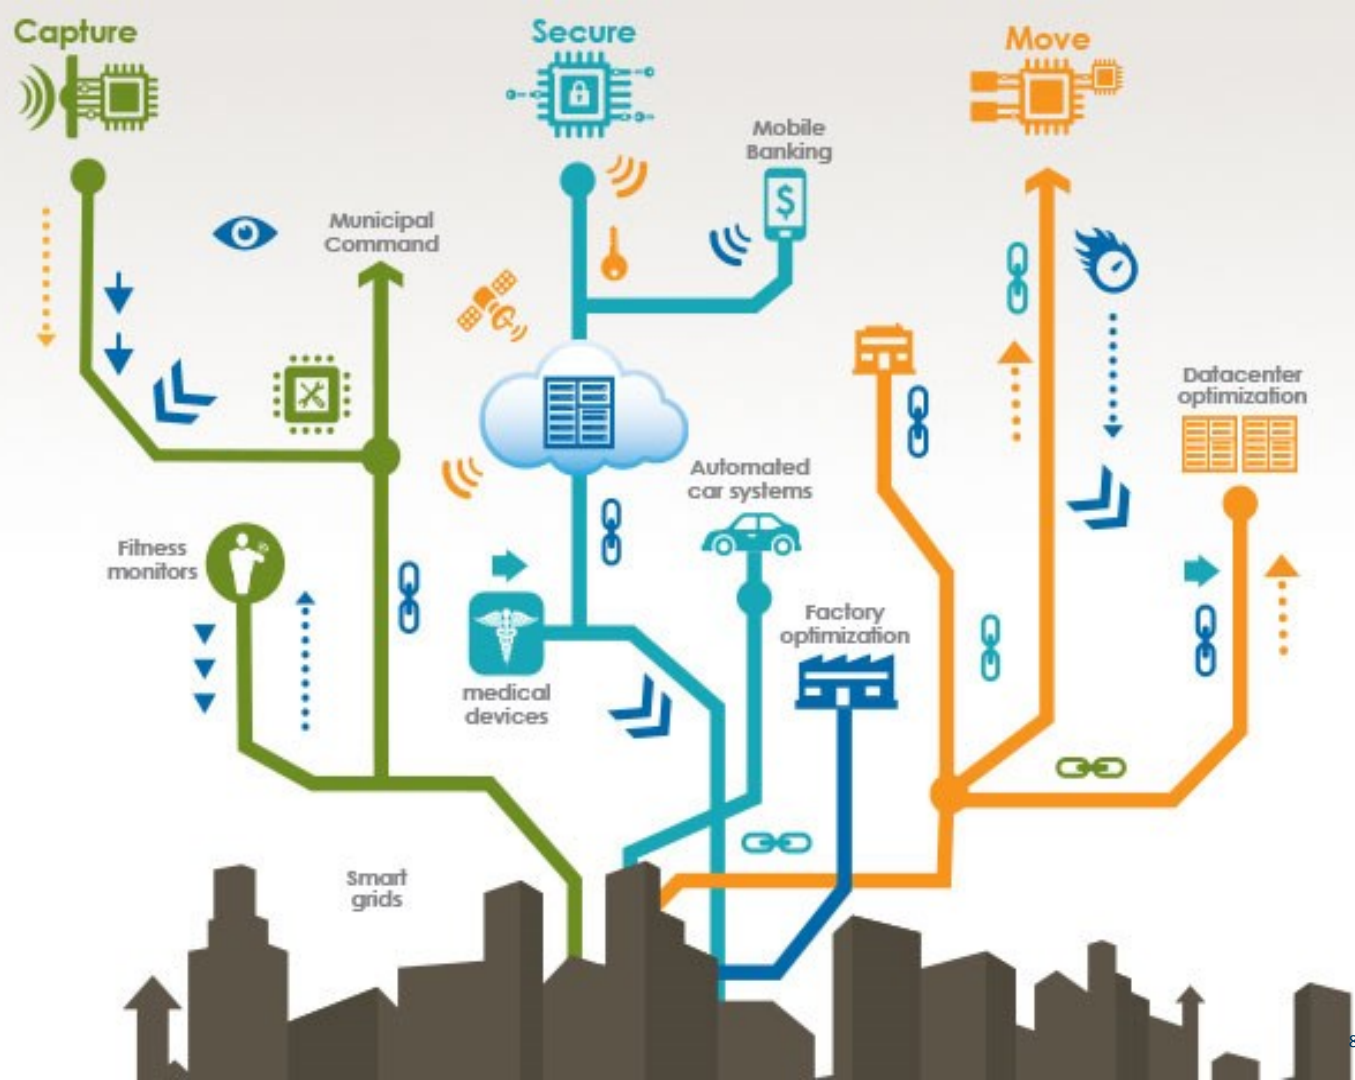 Capture
Secure
Move
Mobile
Banking
$
Municipal
Command
Datacenter
optimization
Automated
car systems
Fitness
monitors
Factory
optimization
medical
devices
Smart
grids
8